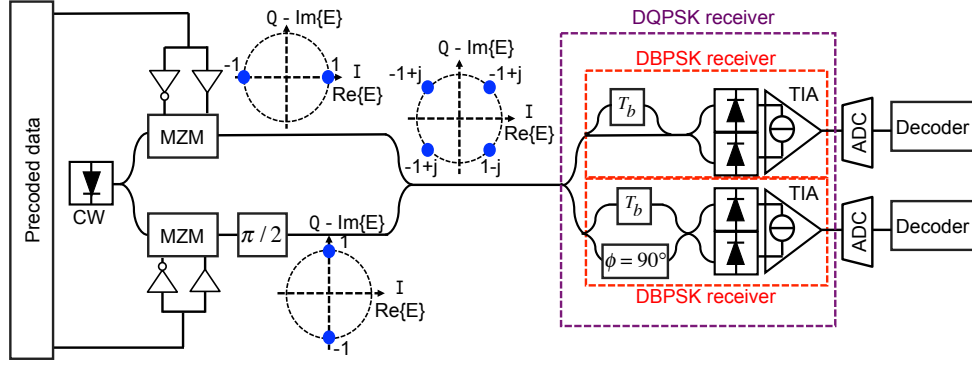 Precoded data
CW
MZM
MZM
π / 2
Q - Im{E}
-1
1
I
Re{E}
Q - Im{E}
1
I
Re{E}
-1
Q - Im{E}
-1+j
-1+j
I
Re{E}
-1+j
1-j
DQPSK receiver
DBPSK receiver
T_b
TIA
ADC
Decoder
T_b
ϕ = 90°
TIA
ADC
Decoder
DBPSK receiver